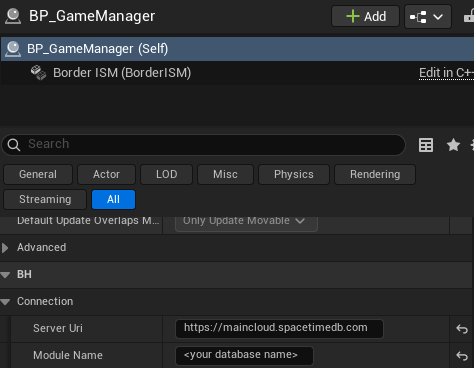 BP_GameManager
+ Add
BP_GameManager (Self)
Border ISM (BorderISM)
Edit in C++
Search
General Actor LOD Misc Physics Rendering
Streaming All
Default Update Overlaps M... Only Update Movable
Advanced
BH
Connection
Server Uri https://maincloud.spacetimedb.com
Module Name <your database name>